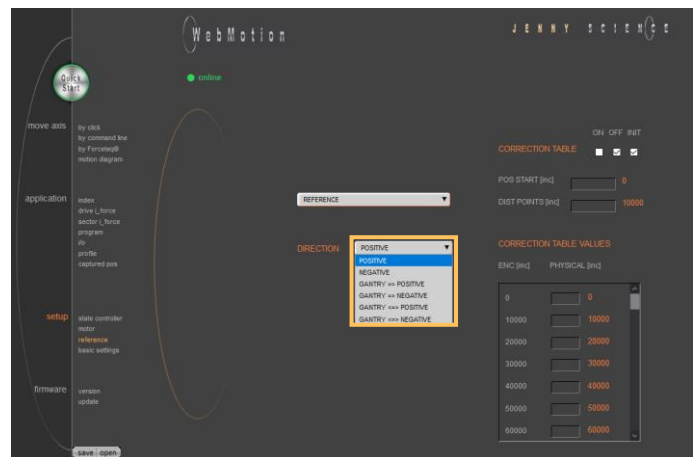 WebMotion
JENNY SCIENCE
Quick Start
online
move axis
by click
by command line
by Forceteq®
motion diagram
application
index
drive i_force
sector i_force
program
i/o
profile
captured pos
setup
state controller
motor
reference
basic settings
firmware
version
update
save open
REFERENCE
DIRECTION POSITIVE
POSITIVE
NEGATIVE
GANTRY => POSITIVE
GANTRY => NEGATIVE
GANTRY <=> POSITIVE
GANTRY <=> NEGATIVE
ON OFF INIT
CORRECTION TABLE
POS START [inc] 0
DIST POINTS [inc] 10000
CORRECTION TABLE VALUES
ENC [inc] PHYSICAL [inc]
0 0
10000 10000
20000 20000
30000 30000
40000 40000
50000 50000
60000 60000